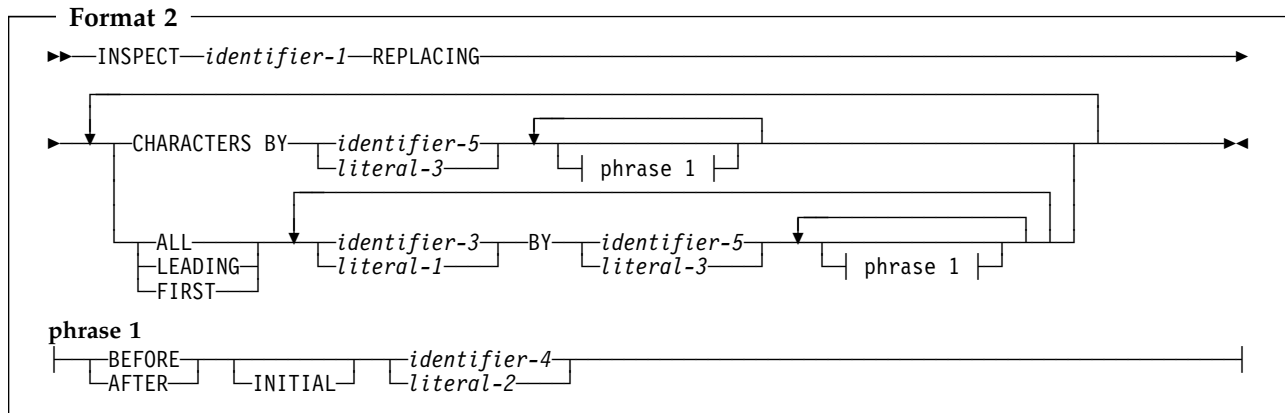 Format 2
INSPECT identifier-1 REPLACING
CHARACTERS BY identifier-5
literal-3
phrase 1
ALL identifier-3 BY identifier-5
LEADING literal-1 literal-3
phrase 1
FIRST
phrase 1
BEFORE identifier-4
AFTER INITIAL literal-2